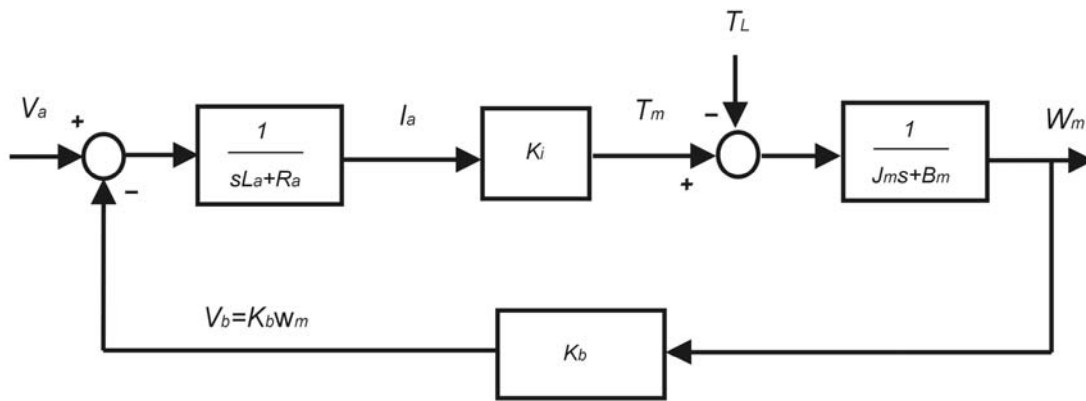 T_L
V_a
+
−
1
sL_a+R_a
I_a
K_i
T_m
−
+
1
J_ms+B_m
W_m
V_b=K_bw_m
K_b